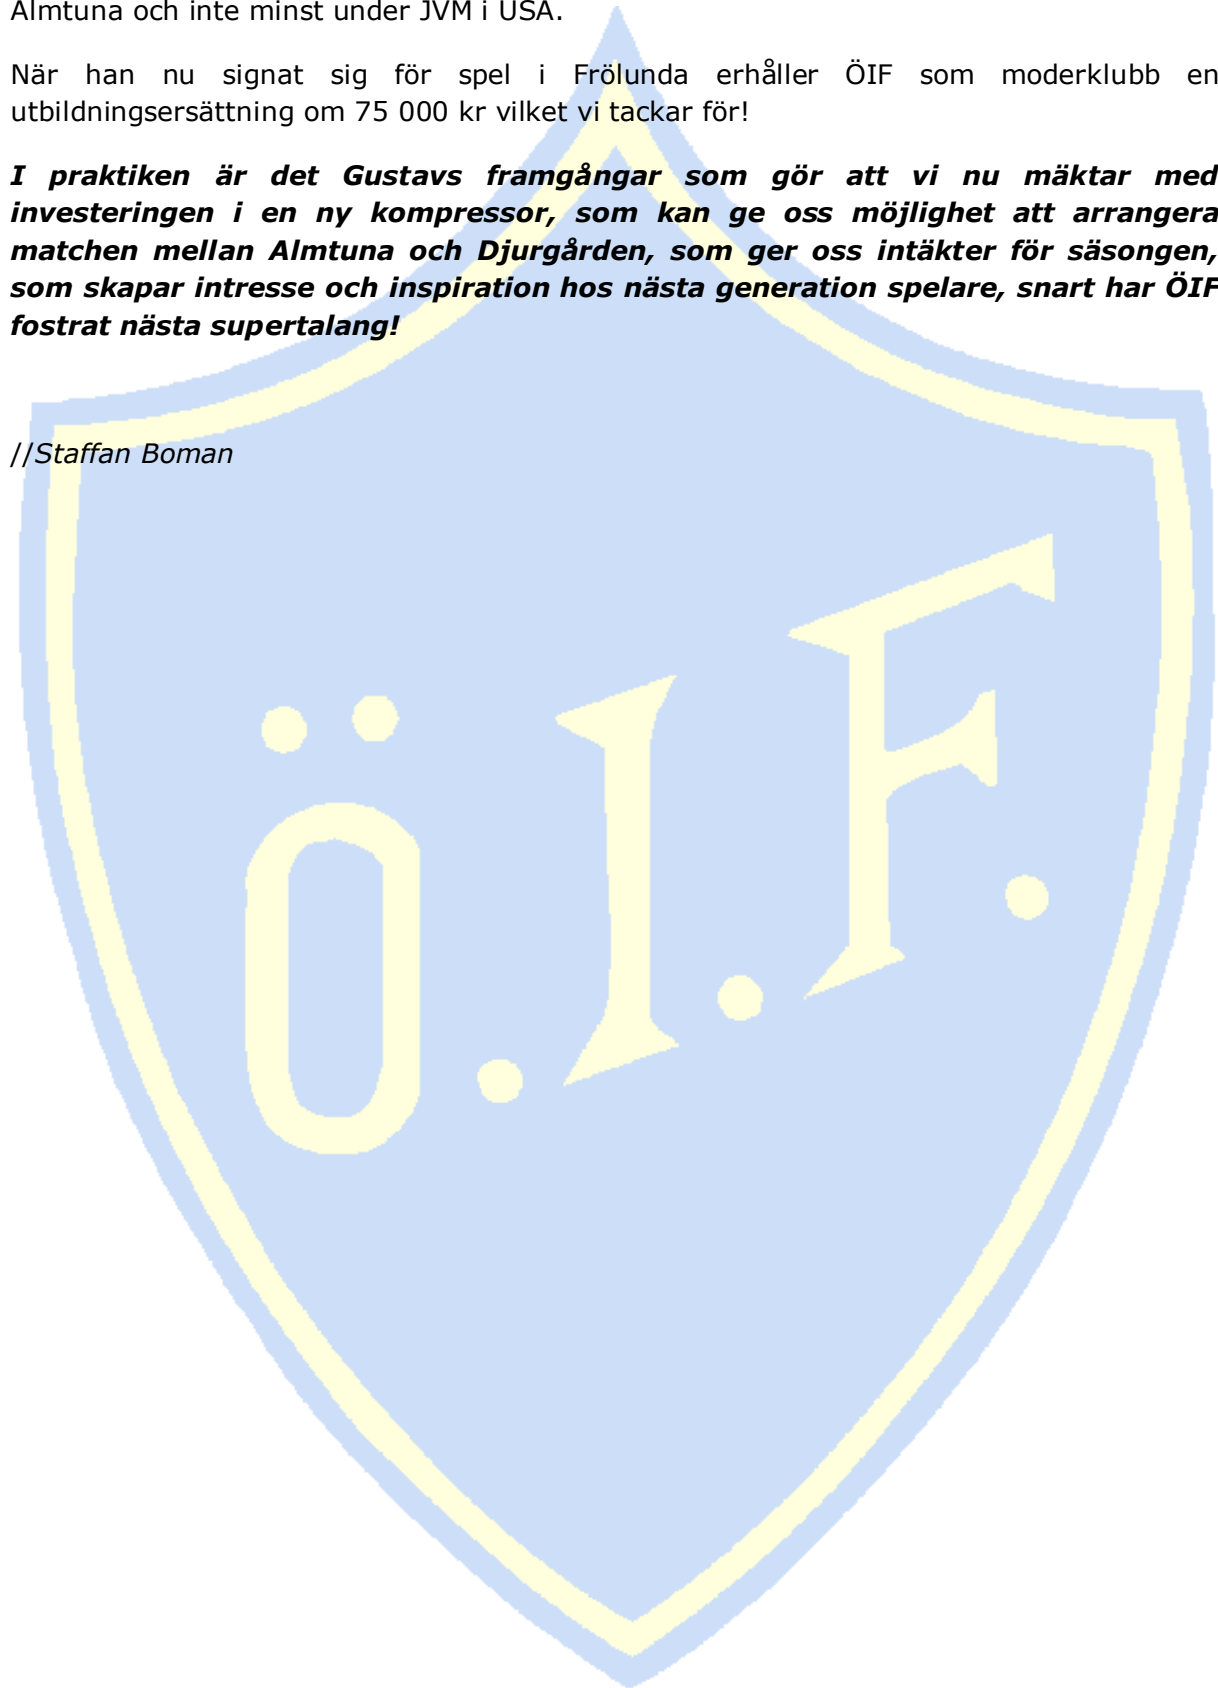 Almtuna och inte minst under JVM i USA.
När han nu signat sig för spel i Frölunda erhåller ÖIF som moderklubb en
utbildningsersättning om 75 000 kr vilket vi tackar för!
I praktiken är det Gustavs framgångar som gör att vi nu mäktar med
investeringen i en ny kompressor, som kan ge oss möjlighet att arrangera
matchen mellan Almtuna och Djurgården, som ger oss intäkter för säsongen,
som skapar intresse och inspiration hos nästa generation spelare, snart har ÖIF
fostrat nästa supertalang!
//Staffan Boman
Ö.I.F.